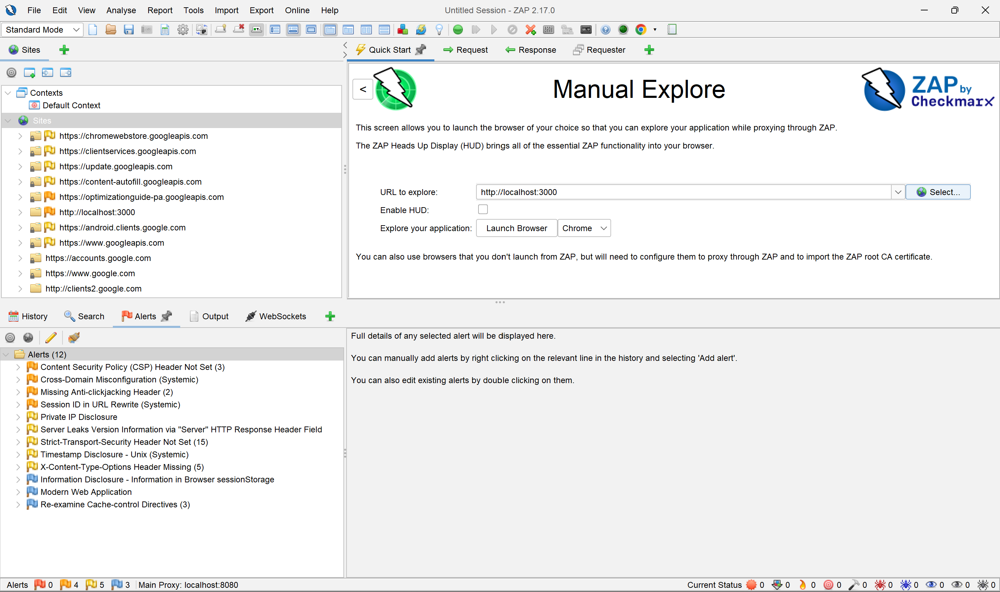 File Edit View Analyse Report Tools Import Export Online Help
Untitled Session - ZAP 2.17.0
Standard Mode
Sites
Quick Start Request Response Requester
Contexts
Default Context
Sites
https://chromewebstore.googleapis.com
https://clientservices.googleapis.com
https://update.googleapis.com
https://content-autofill.googleapis.com
https://optimizationguide-pa.googleapis.com
http://localhost:3000
https://android.clients.google.com
https://www.googleapis.com
https://accounts.google.com
https://www.google.com
http://clients2.google.com
<
Manual Explore
ZAP by
Checkmarx
This screen allows you to launch the browser of your choice so that you can explore your application while proxying through ZAP.
The ZAP Heads Up Display (HUD) brings all of the essential ZAP functionality into your browser.
URL to explore: http://localhost:3000 Select...
Enable HUD:
Explore your application: Launch Browser Chrome
You can also use browsers that you don't launch from ZAP, but will need to configure them to proxy through ZAP and to import the ZAP root CA certificate.
History Search Alerts Output WebSockets
Alerts (12)
Content Security Policy (CSP) Header Not Set (3)
Cross-Domain Misconfiguration (Systemic)
Missing Anti-clickjacking Header (2)
Session ID in URL Rewrite (Systemic)
Private IP Disclosure
Server Leaks Version Information via "Server" HTTP Response Header Field
Strict-Transport-Security Header Not Set (15)
Timestamp Disclosure - Unix (Systemic)
X-Content-Type-Options Header Missing (5)
Information Disclosure - Information in Browser sessionStorage
Modern Web Application
Re-examine Cache-control Directives (3)
Full details of any selected alert will be displayed here.
You can manually add alerts by right clicking on the relevant line in the history and selecting 'Add alert'.
You can also edit existing alerts by double clicking on them.
Alerts 0 4 5 3 Main Proxy: localhost:8080
Current Status 0 0 0 0 0 0 0 0 0 0